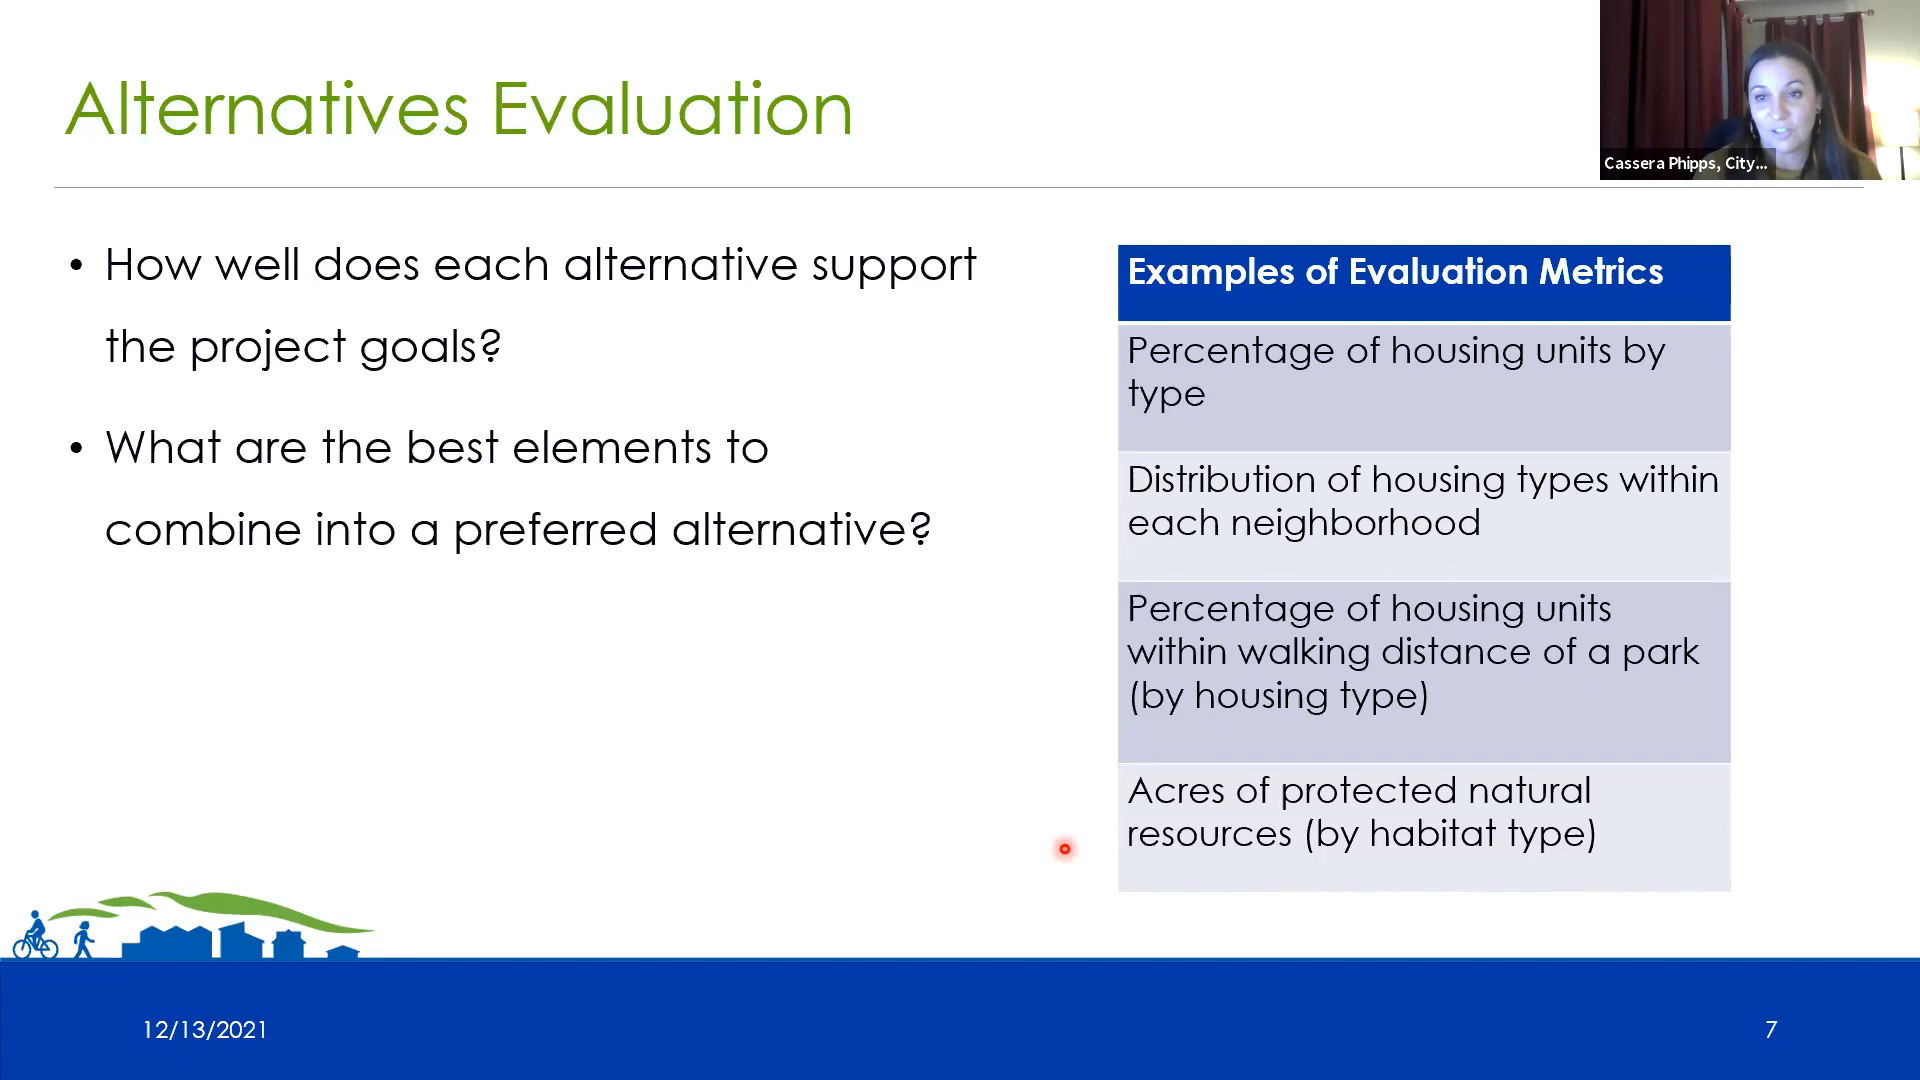 Alternatives Evaluation
Cassera Phipps, City...
• How well does each alternative support
the project goals?
• What are the best elements to
combine into a preferred alternative?
Examples of Evaluation Metrics
Percentage of housing units by
type
Distribution of housing types within
each neighborhood
Percentage of housing units
within walking distance of a park
(by housing type)
Acres of protected natural
resources (by habitat type)
12/13/2021
7